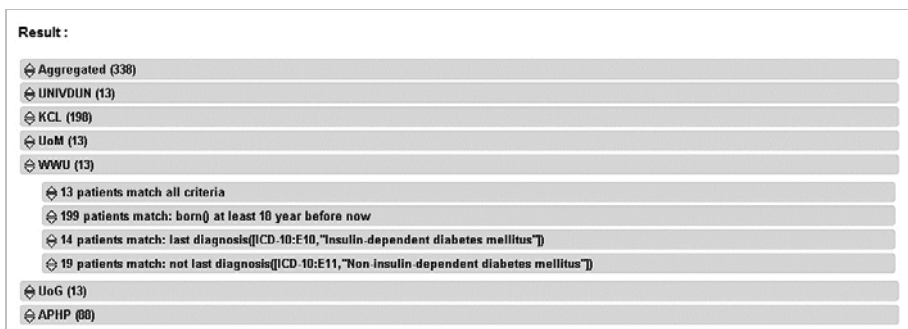 Result :
Aggregated (338)
UNIVDUN (13)
KCL (198)
UoM (13)
WWU (13)
13 patients match all criteria
199 patients match: born() at least 18 year before now
14 patients match: last diagnosis([ICD-10:E10,"Insulin-dependent diabetes mellitus"])
19 patients match: not last diagnosis([ICD-10:E11,"Non-insulin-dependent diabetes mellitus"])
UoG (13)
APHP (88)